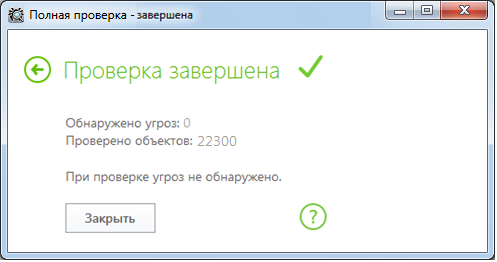 Полная проверка - завершена
Проверка завершена
Обнаружено угроз: 0
Проверено объектов: 22300
При проверке угроз не обнаружено.
Закрыть
?